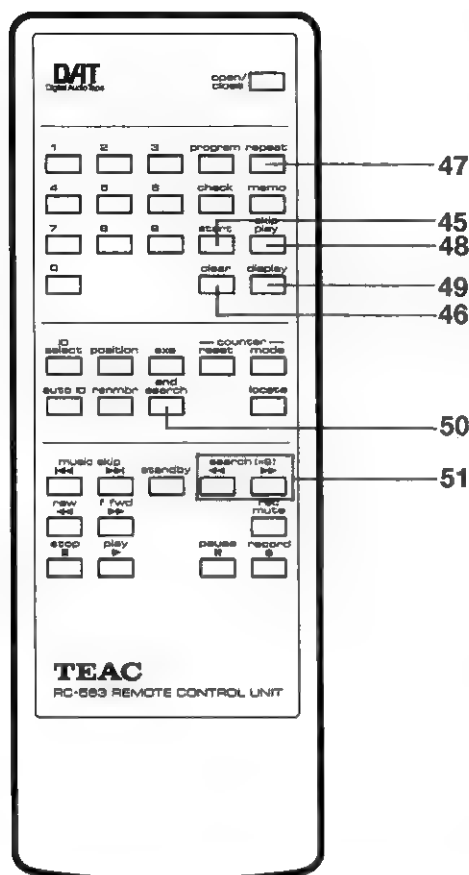 DAT
Digital Audio Tape
open/
close
1 2 3 program repeat
47
4 5 6 check memo
45
skip
7 8 9 start play
48
0 clear display
49
46
ID
select position exe
counter
reset mode
end
auto ID renmbr search locate
50
music skip standby search (×8)
51
rew f fwd rec
mute
stop play pause record
TEAC
RC-563 REMOTE CONTROL UNIT